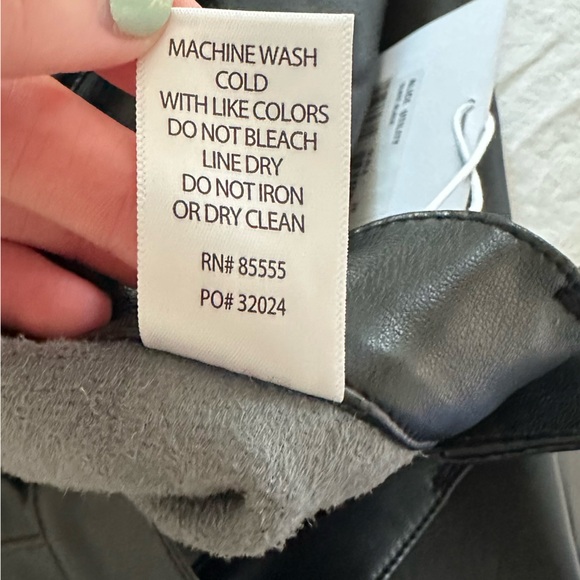 MACHINE WASH
COLD
WITH LIKE COLORS
DO NOT BLEACH
LINE DRY
DO NOT IRON
OR DRY CLEAN
RN# 85555
PO# 32024